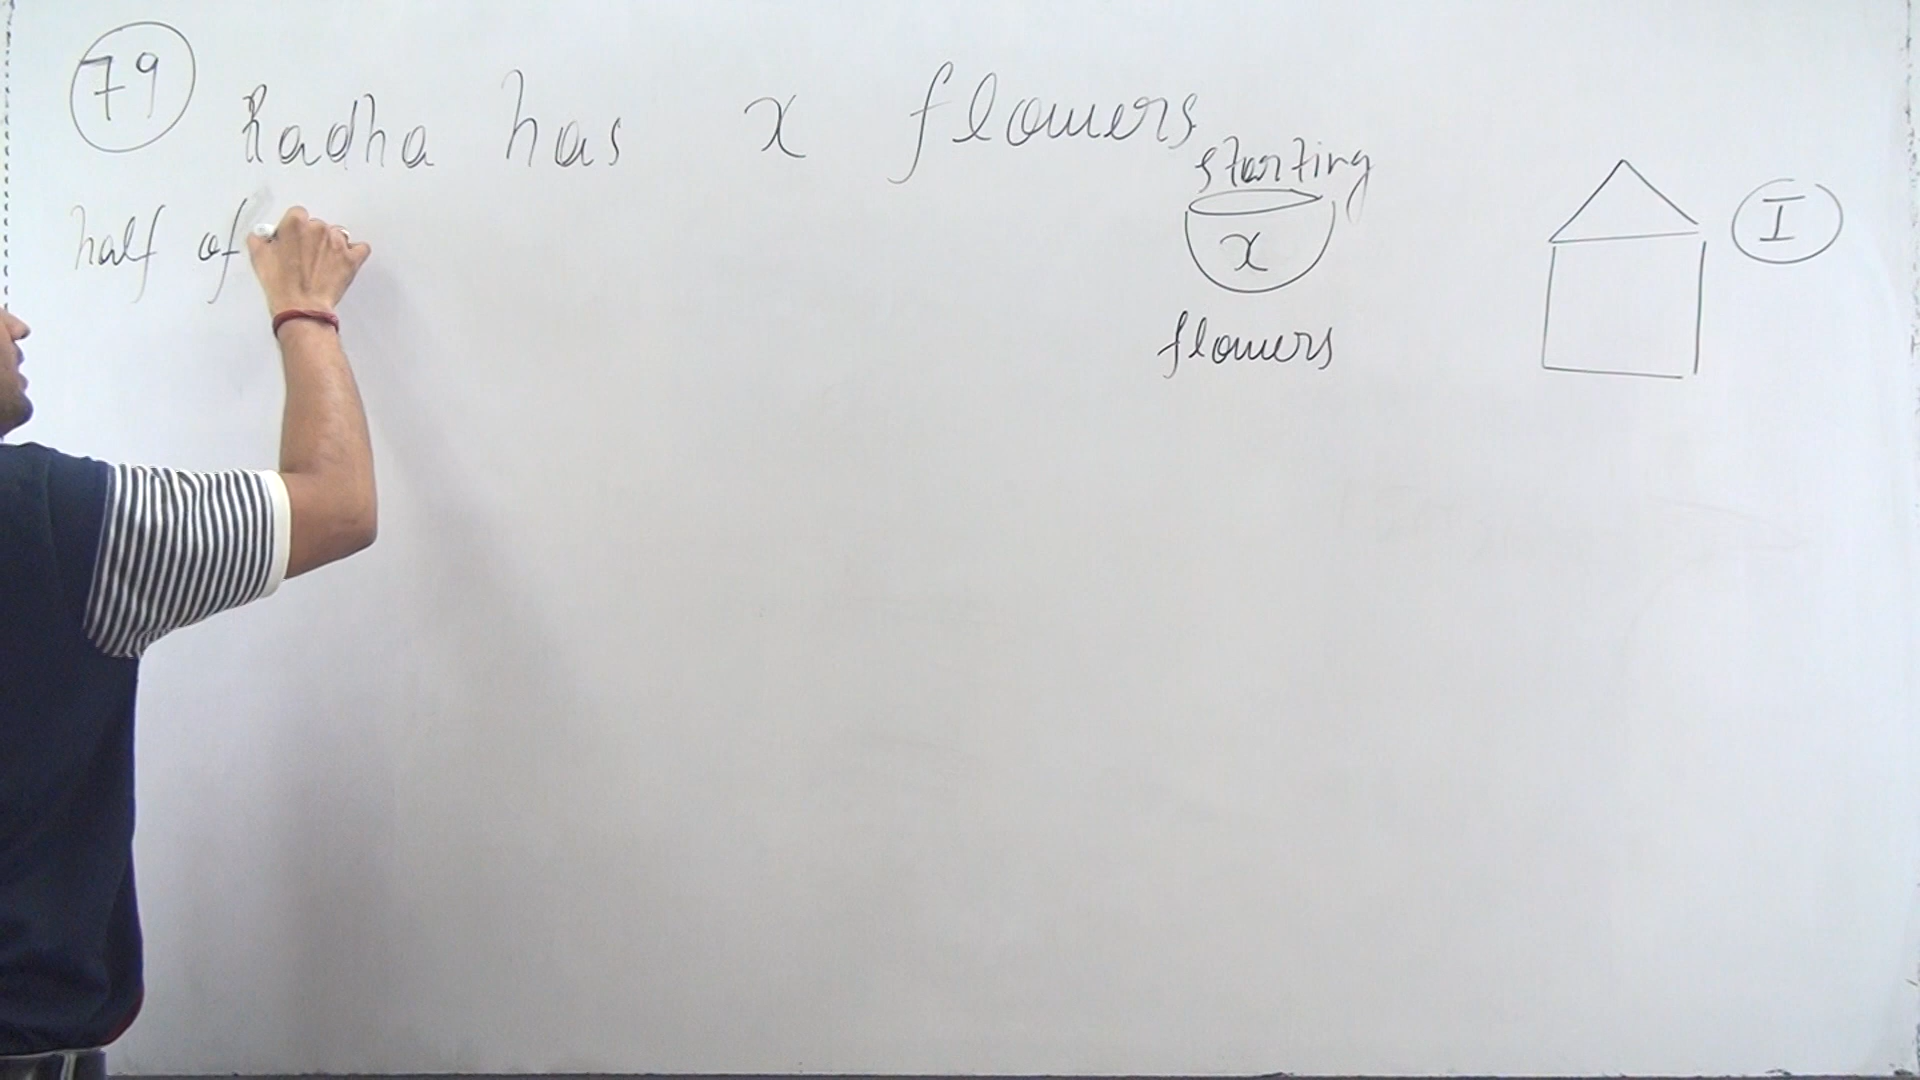 79
Radha has x flowers
half of
starting
x
flowers
I